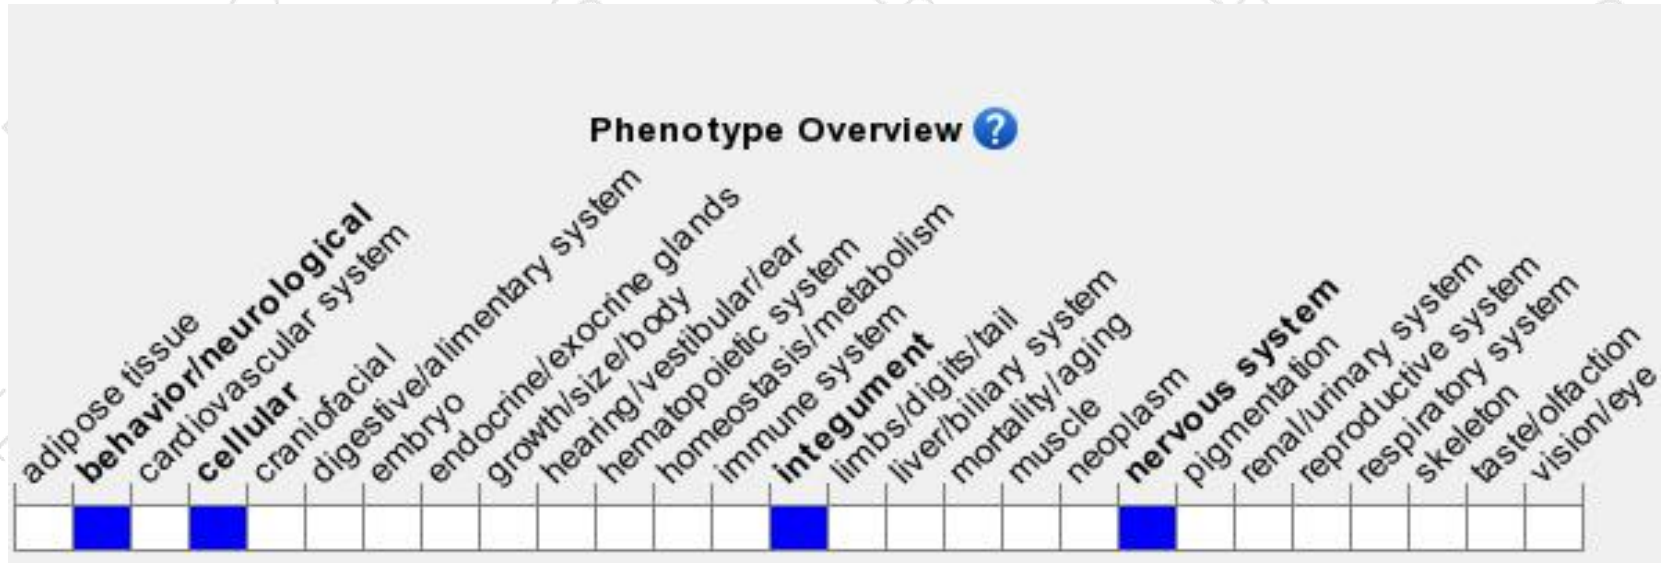 Phenotype Overview ?
adipose tissue
behavior/neurological
cardiovascular system
cellular
craniofacial
digestive/alimentary system
embryo
endocrine/exocrine glands
growth/size/body
hearing/vestibular/ear
hematopoietic system
homeostasis/metabolism
immune system
integument
limbs/digits/tail
liver/biliary system
mortality/aging
muscle
neoplasm
nervous system
pigmentation
renal/urinary system
reproductive system
respiratory system
skeleton
taste/olfaction
vision/eye